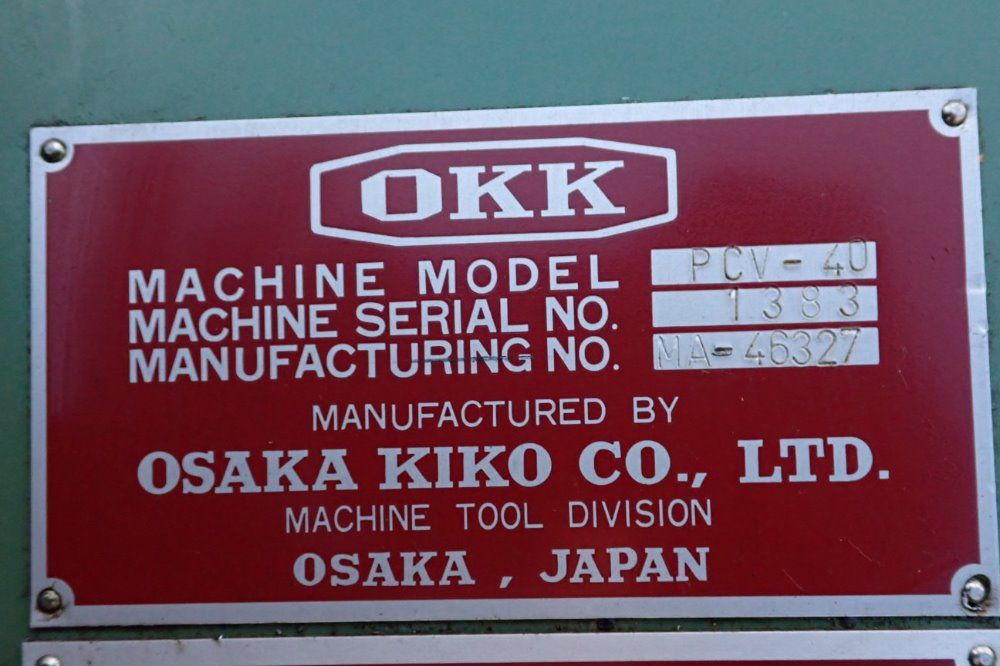 OKK
MACHINE MODEL PCV-40
MACHINE SERIAL NO. 1383
MANUFACTURING NO. MA-46327
MANUFACTURED BY
OSAKA KIKO CO., LTD.
MACHINE TOOL DIVISION
OSAKA , JAPAN